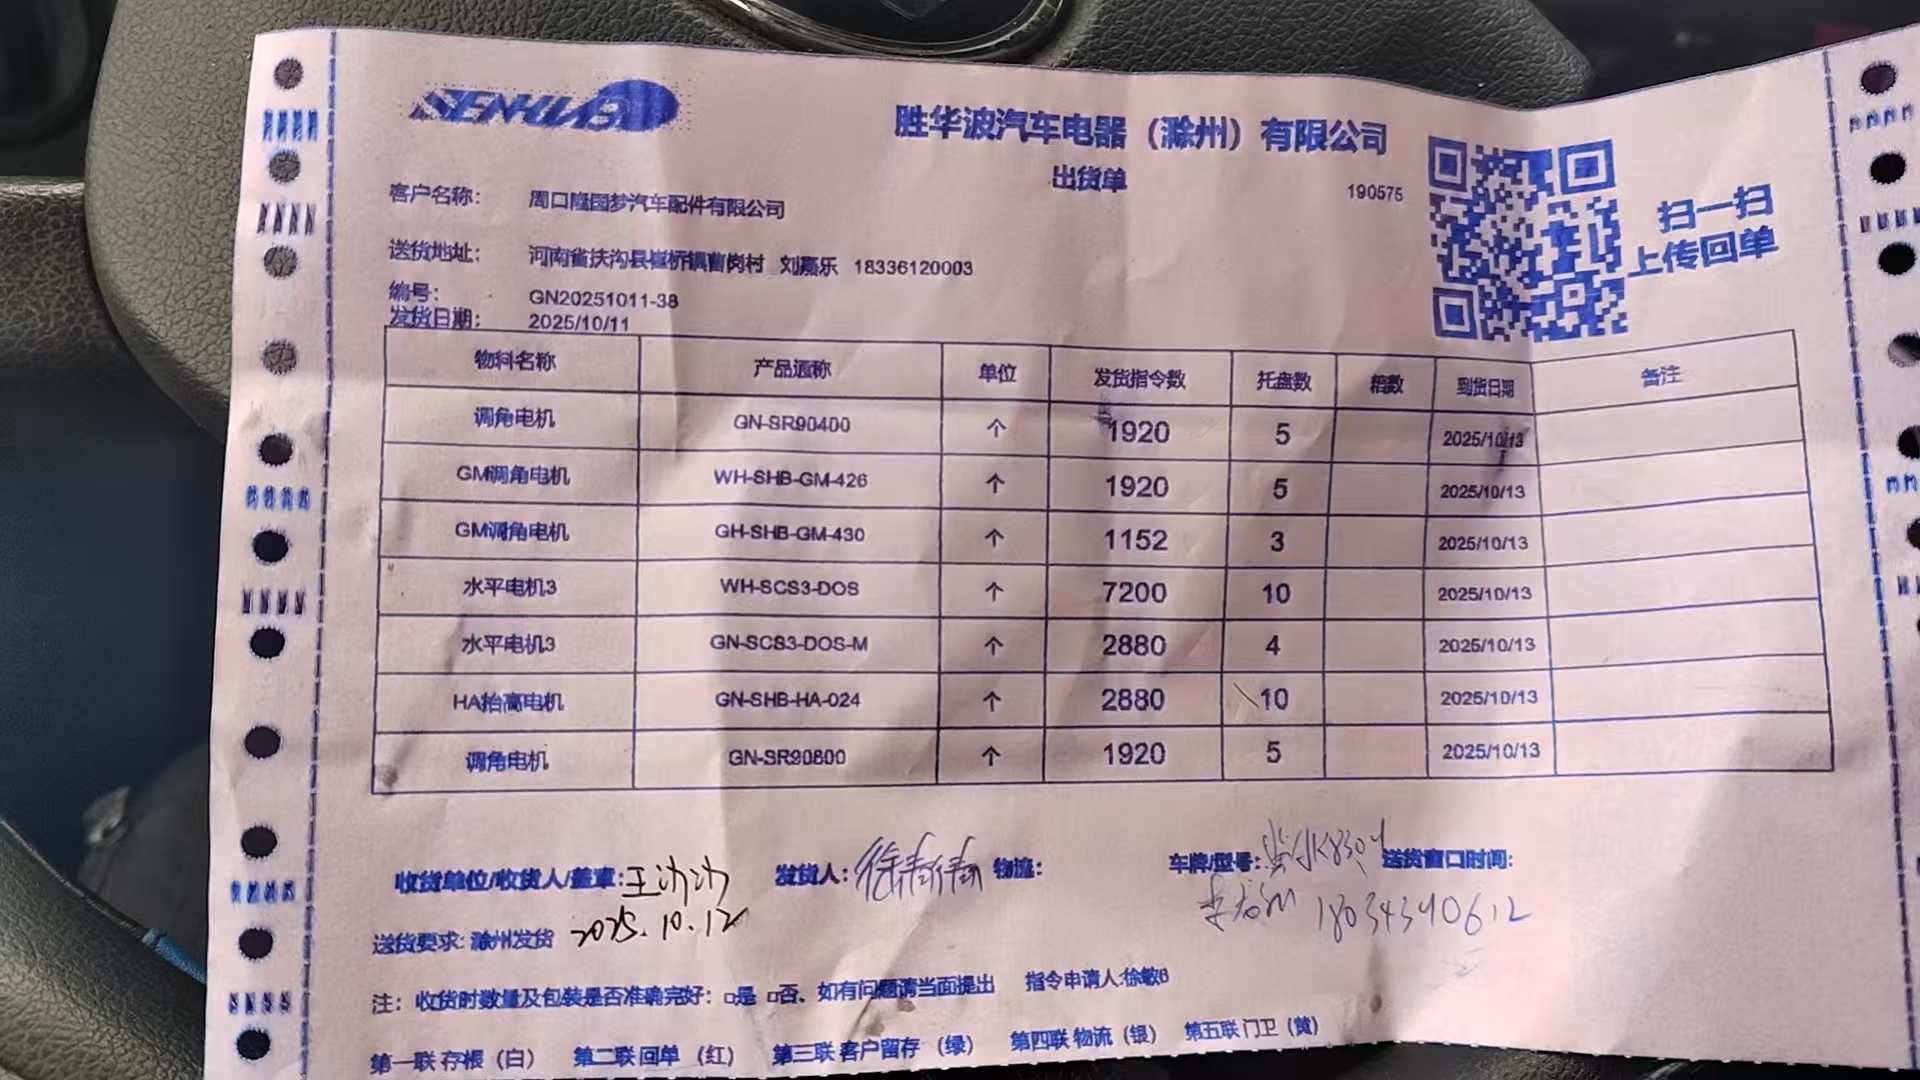 SENHUABO
胜华波汽车电器（滁州）有限公司
出货单
190575
扫一扫
上传回单
客户名称： 周口隆园梦汽车配件有限公司
送货地址： 河南省扶沟县崔桥镇曹岗村 刘嘉乐 18336120003
编号： GN20251011-38
发货日期： 2025/10/11
物料名称 产品通称 单位 发货指令数 托盘数 箱数 到货日期 备注
调角电机 GN-SR90400 个 1920 5 2025/10/13
GM调角电机 WH-SHB-GM-426 个 1920 5 2025/10/13
GM调角电机 GH-SHB-GM-430 个 1152 3 2025/10/13
水平电机3 WH-SCS3-DOS 个 7200 10 2025/10/13
水平电机3 GN-SCS3-DOS-M 个 2880 4 2025/10/13
HA抬高电机 GN-SHB-HA-024 个 2880 10 2025/10/13
调角电机 GN-SR90800 个 1920 5 2025/10/13
收货单位/收货人/盖章: 发货人: 物流: 车牌/型号: 送货窗口时间:
18034340612
送货要求: 滁州发货 2025.10.12
注： 收货时数量及包装是否准确完好： □是 □否、如有问题请当面提出 指令申请人:徐敏6
第一联 存根（白） 第二联 回单（红） 第三联 客户留存（绿） 第四联 物流（银） 第五联 门卫（黄）